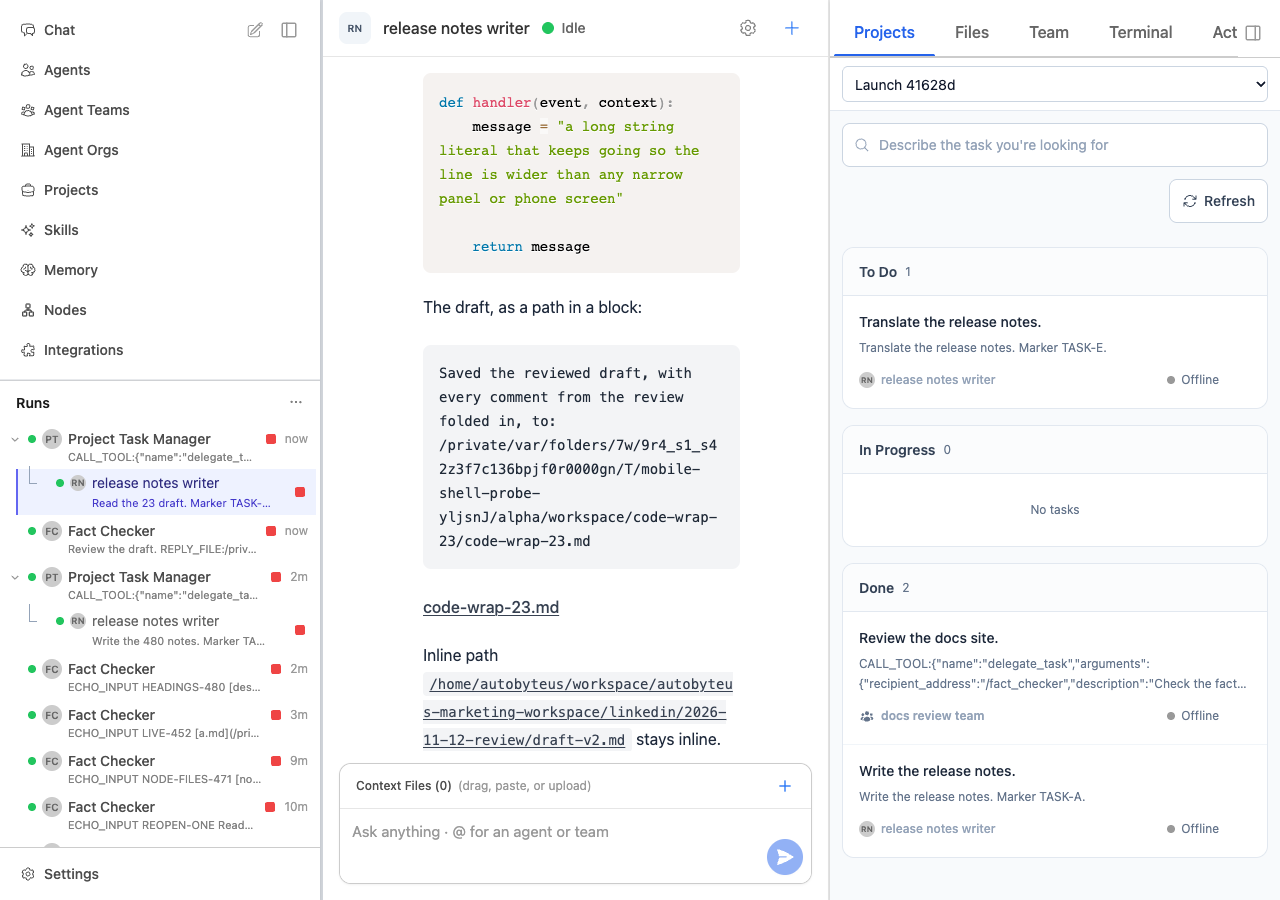 Chat
Agents
Agent Teams
Agent Orgs
Projects
Skills
Memory
Nodes
Integrations
Runs
PT Project Task Manager now
CALL_TOOL:{"name":"delegate_t...
RN release notes writer
Read the 23 draft. Marker TASK-...
FC Fact Checker now
Review the draft. REPLY_FILE:/priv...
PT Project Task Manager 2m
CALL_TOOL:{"name":"delegate_ta...
RN release notes writer
Write the 480 notes. Marker TA...
FC Fact Checker 2m
ECHO_INPUT HEADINGS-480 [des...
FC Fact Checker 3m
ECHO_INPUT LIVE-452 [a.md](/pri...
FC Fact Checker 9m
ECHO_INPUT NODE-FILES-471 [no...
FC Fact Checker 10m
ECHO_INPUT REOPEN-ONE Read...
Settings
RN release notes writer Idle
def handler(event, context):
message = "a long string
literal that keeps going so the
line is wider than any narrow
panel or phone screen"
return message
The draft, as a path in a block:
Saved the reviewed draft, with
every comment from the review
folded in, to:
/private/var/folders/7w/9r4_s1_s4
2z3f7c136bpjf0r0000gn/T/mobile-
shell-probe-
yljsnJ/alpha/workspace/code-wrap-
23/code-wrap-23.md
code-wrap-23.md
Inline path
/home/autobyteus/workspace/autobyteu
s-marketing-workspace/linkedin/2026-
11-12-review/draft-v2.md stays inline.
Context Files (0) (drag, paste, or upload)
Ask anything · @ for an agent or team
Projects Files Team Terminal Act
Launch 41628d
Describe the task you're looking for
Refresh
To Do 1
Translate the release notes.
Translate the release notes. Marker TASK-E.
RN release notes writer Offline
In Progress 0
No tasks
Done 2
Review the docs site.
CALL_TOOL:{"name":"delegate_task","arguments":
{"recipient_address":"/fact_checker","description":"Check the fact...
docs review team Offline
Write the release notes.
Write the release notes. Marker TASK-A.
RN release notes writer Offline